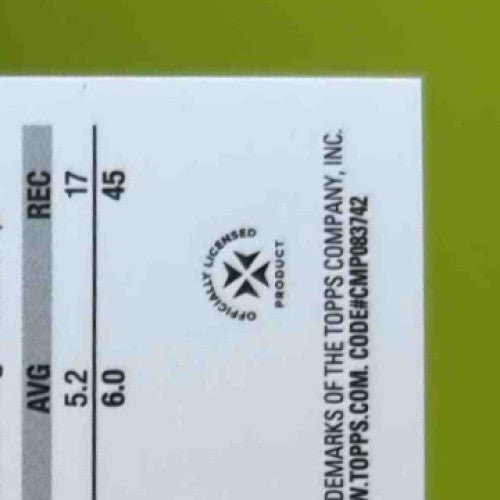 AVG REC
5.2 17
6.0 45
OFFICIALLY LICENSED
PRODUCT
DEMARKS OF THE TOPPS COMPANY, INC.
W.TOPPS.COM. CODE#CMP083742